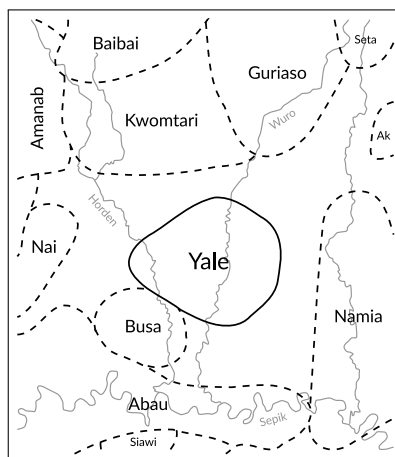 Baibai
Seta
Guriaso
Amanab
Kwomtari
Wuro
Ak
Horden
Nai
Yale
Namia
Busa
Abau
Sepik
Siawi